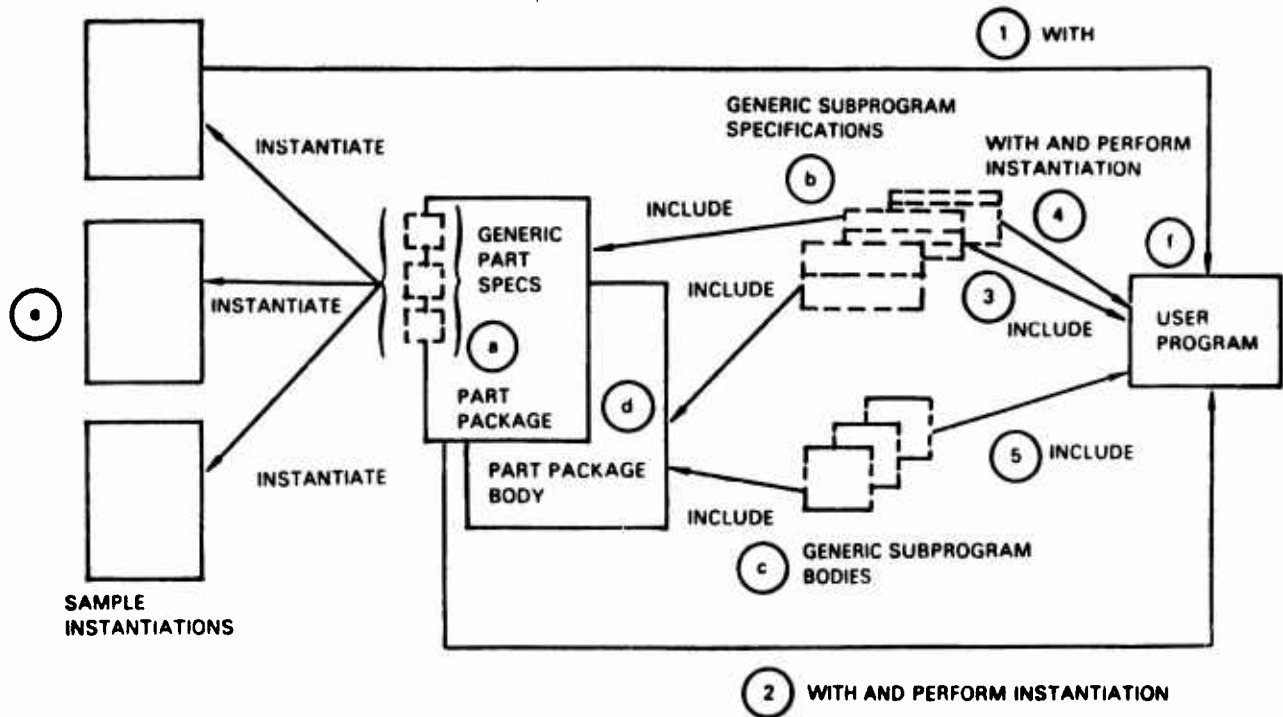 1 WITH
GENERIC SUBPROGRAM
SPECIFICATIONS
b
WITH AND PERFORM
INSTANTIATION
4
INSTANTIATE
INCLUDE
f
GENERIC
PART
SPECS
a
PART
PACKAGE
INCLUDE
3
INCLUDE
USER
PROGRAM
e
INSTANTIATE
d
INSTANTIATE
PART PACKAGE
BODY
5 INCLUDE
INCLUDE
c
GENERIC SUBPROGRAM
BODIES
SAMPLE
INSTANTIATIONS
2 WITH AND PERFORM INSTANTIATION